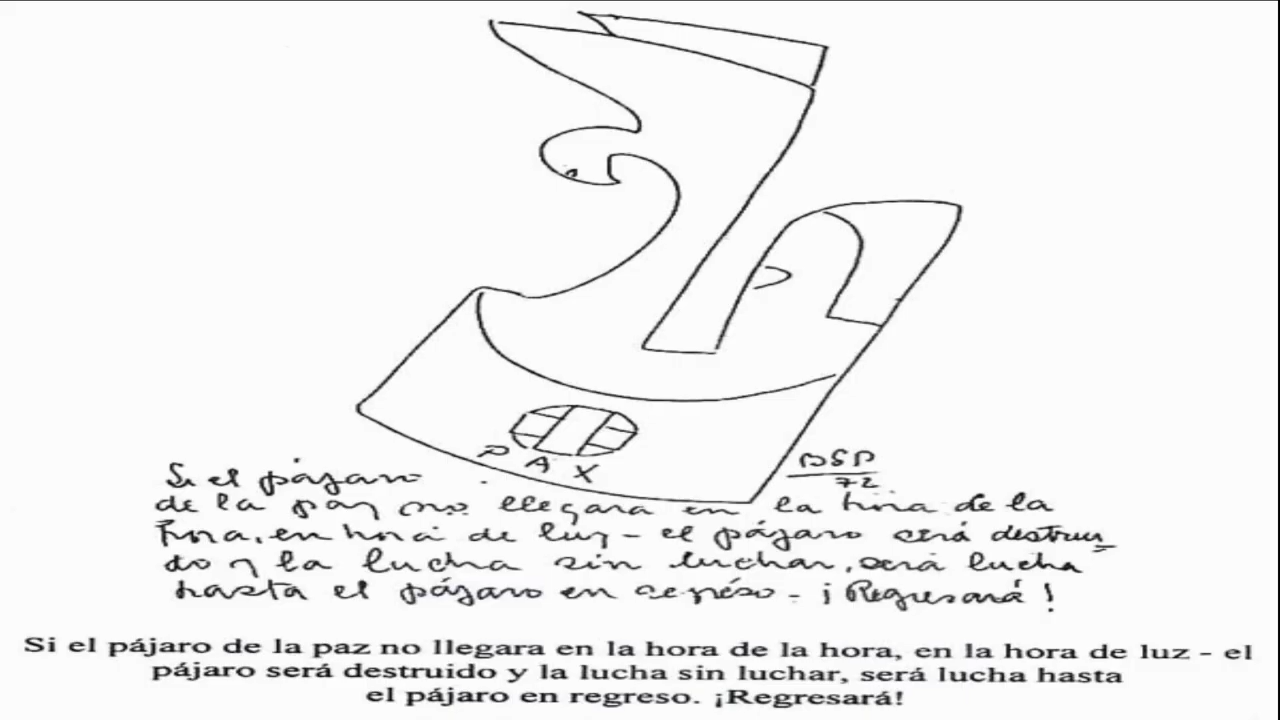 PAX
BSP
72
Si el pájaro
de la paz no llegara en la hora de la
hora, en hora de luz - el pájaro será destrui_
do y la lucha sin luchar, será lucha
hasta el pájaro en regréso - ¡Regresará!
Si el pájaro de la paz no llegara en la hora de la hora, en la hora de luz - el
pájaro será destruido y la lucha sin luchar, será lucha hasta
el pájaro en regreso. ¡Regresará!